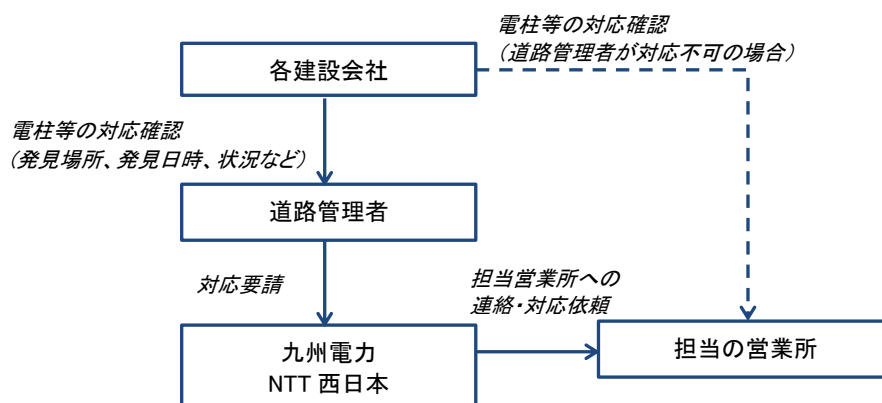 電柱等の対応確認
（道路管理者が対応不可の場合）
各建設会社
電柱等の対応確認
（発見場所、発見日時、状況など）
道路管理者
対応要請
担当営業所への
連絡・対応依頼
九州電力
NTT 西日本
担当の営業所